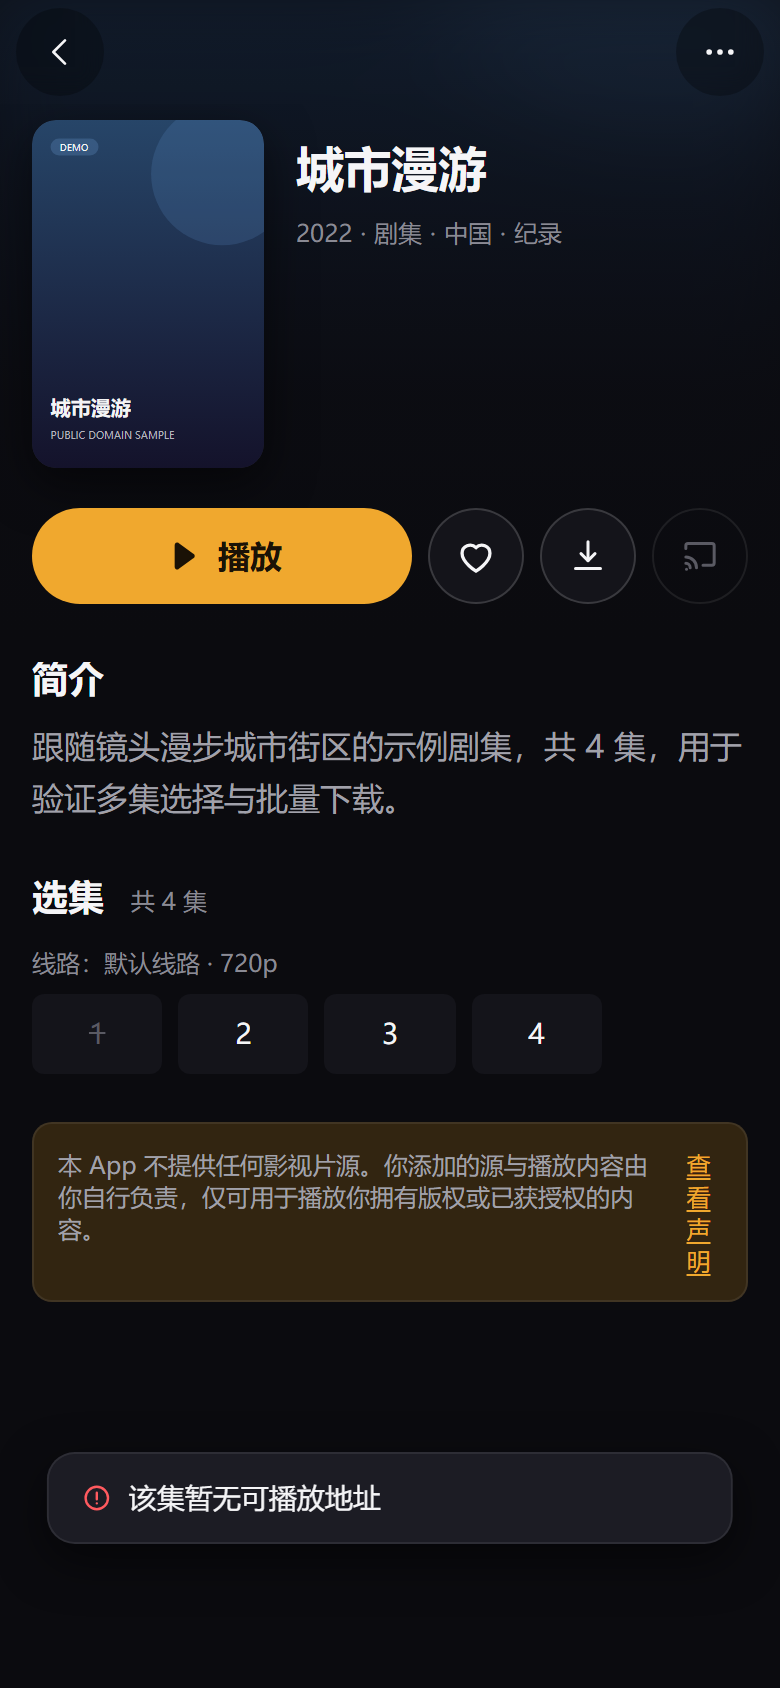 DEMO
城市漫游
PUBLIC DOMAIN SAMPLE
城市漫游
2022 · 剧集 · 中国 · 纪录
播放
简介
跟随镜头漫步城市街区的示例剧集，共 4 集，用于
验证多集选择与批量下载。
选集 共 4 集
线路：默认线路 · 720p
1 2 3 4
本 App 不提供任何影视片源。你添加的源与播放内容由
你自行负责，仅可用于播放你拥有版权或已获授权的内
容。
查
看
声
明
该集暂无可播放地址